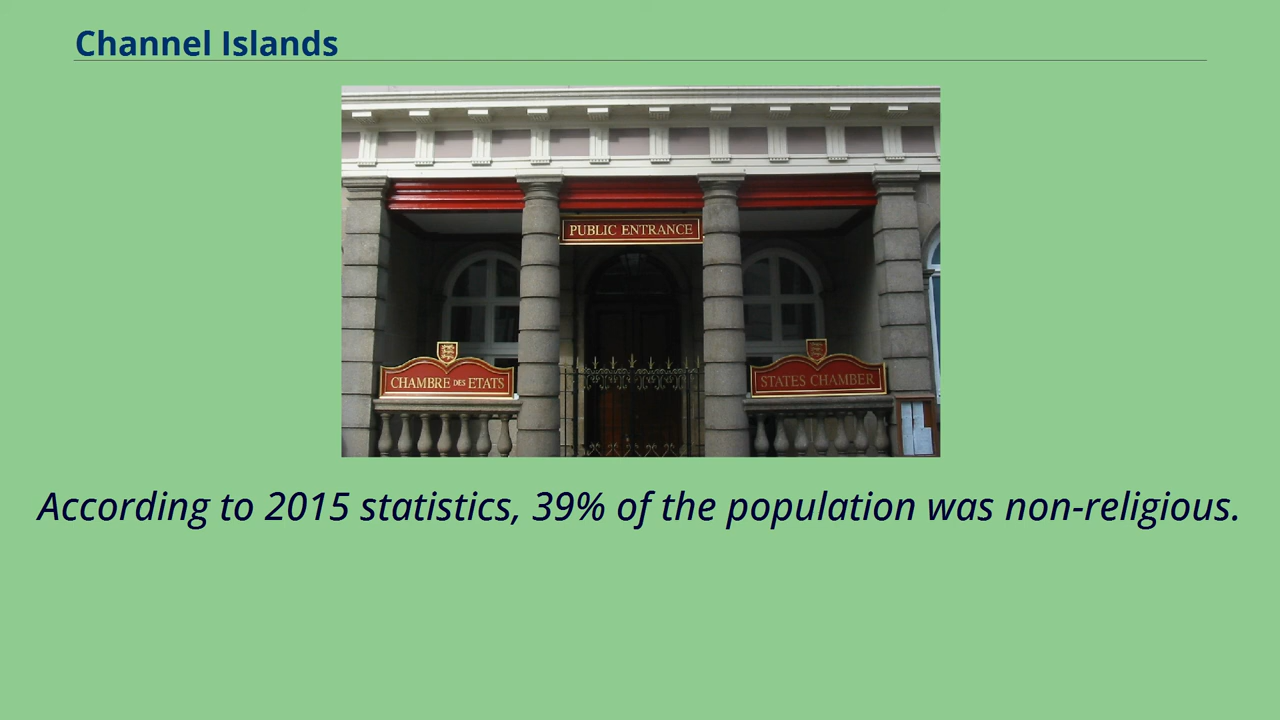 Channel Islands
PUBLIC ENTRANCE
CHAMBRE DES ETATS
STATES CHAMBER
According to 2015 statistics, 39% of the population was non-religious.